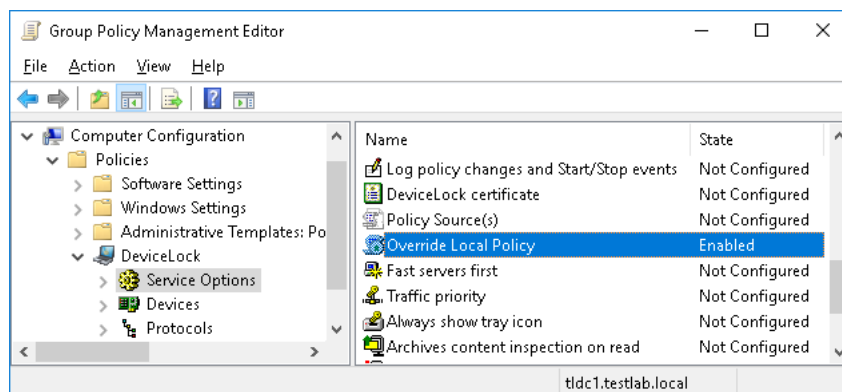 Group Policy Management Editor
File Action View Help
Computer Configuration
Policies
Software Settings
Windows Settings
Administrative Templates: Po
DeviceLock
Service Options
Devices
Protocols
Name State
Log policy changes and Start/Stop events Not Configured
DeviceLock certificate Not Configured
Policy Source(s) Not Configured
Override Local Policy Enabled
Fast servers first Not Configured
Traffic priority Not Configured
Always show tray icon Not Configured
Archives content inspection on read Not Configured
tldc1.testlab.local